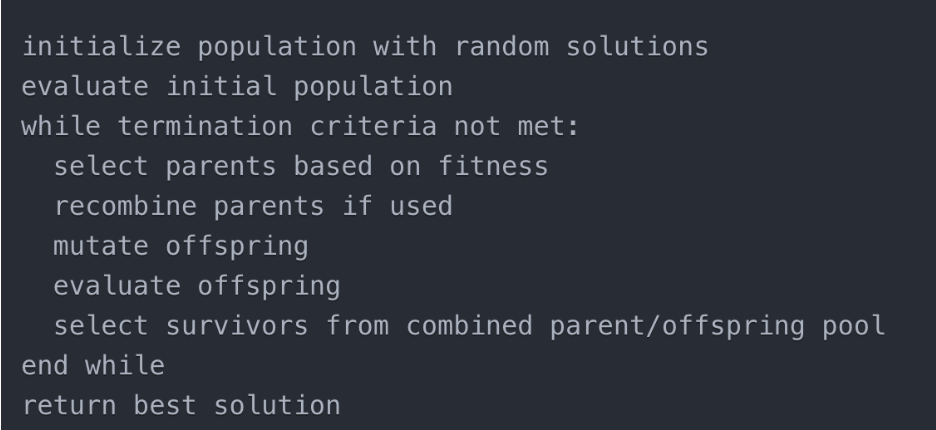 initialize population with random solutions
evaluate initial population
while termination criteria not met:
  select parents based on fitness
  recombine parents if used
  mutate offspring
  evaluate offspring
  select survivors from combined parent/offspring pool
end while
return best solution